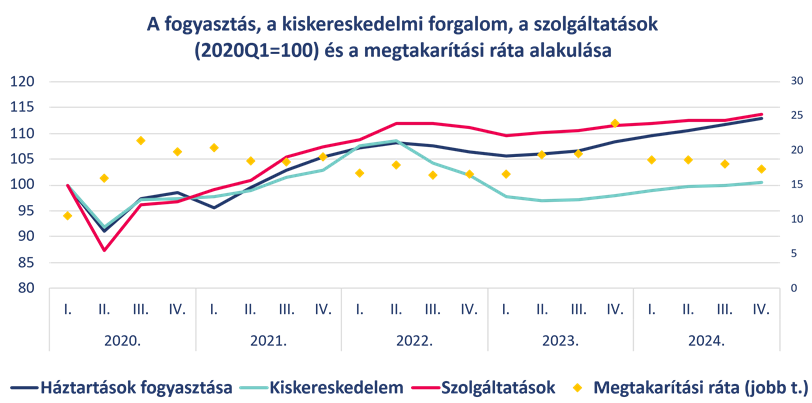 A fogyasztás, a kiskereskedelmi forgalom, a szolgáltatások
(2020Q1=100) és a megtakarítási ráta alakulása
120 30
115 25
110
105 20
100 15
95 10
90
85 5
80 0
I. II. III. IV. I. II. III. IV. I. II. III. IV. I. II. III. IV. I. II. III. IV.
2020. 2021. 2022. 2023. 2024.
Háztartások fogyasztása Kiskereskedelem Szolgáltatások Megtakarítási ráta (jobb t.)